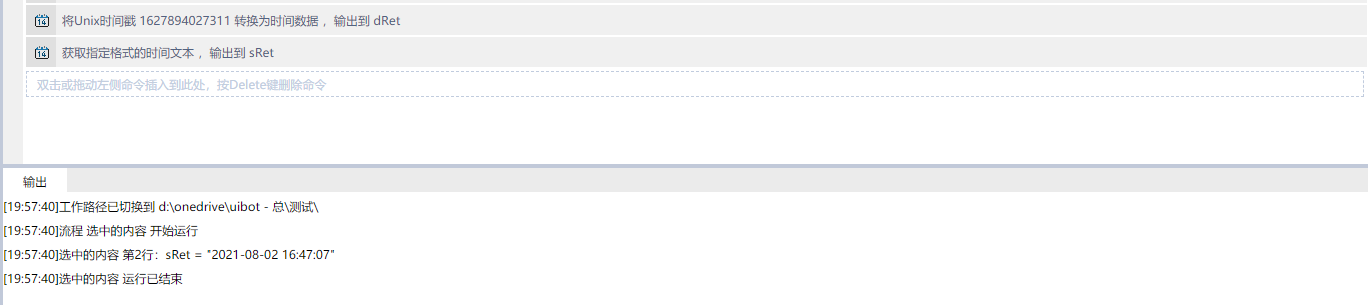 将Unix时间戳 1627894027311 转换为时间数据 ，输出到 dRet
获取指定格式的时间文本 ，输出到 sRet
双击或拖动左侧命令插入到此处，按Delete键删除命令
输出
[19:57:40]工作路径已切换到 d:\onedrive\uibot - 总\测试\
[19:57:40]流程 选中的内容 开始运行
[19:57:40]选中的内容 第2行：sRet = "2021-08-02 16:47:07"
[19:57:40]选中的内容 运行已结束